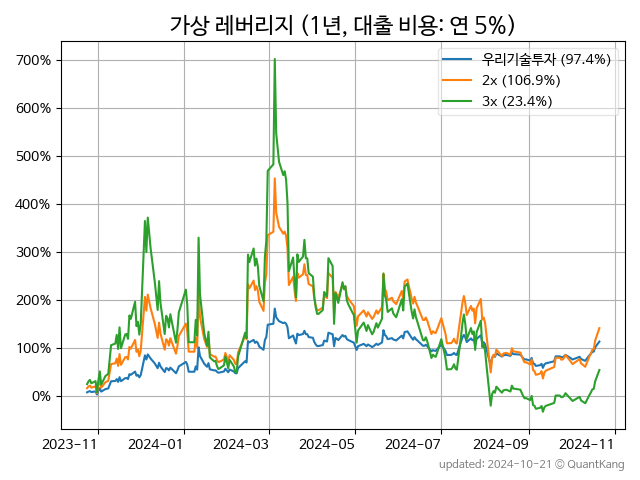 가상 레버리지 (1년, 대출 비용: 연 5%)
우리기술투자 (97.4%)
2x (106.9%)
3x (23.4%)
700%
600%
500%
400%
300%
200%
100%
0%
2023-11 2024-01 2024-03 2024-05 2024-07 2024-09 2024-11
updated: 2024-10-21 © QuantKang